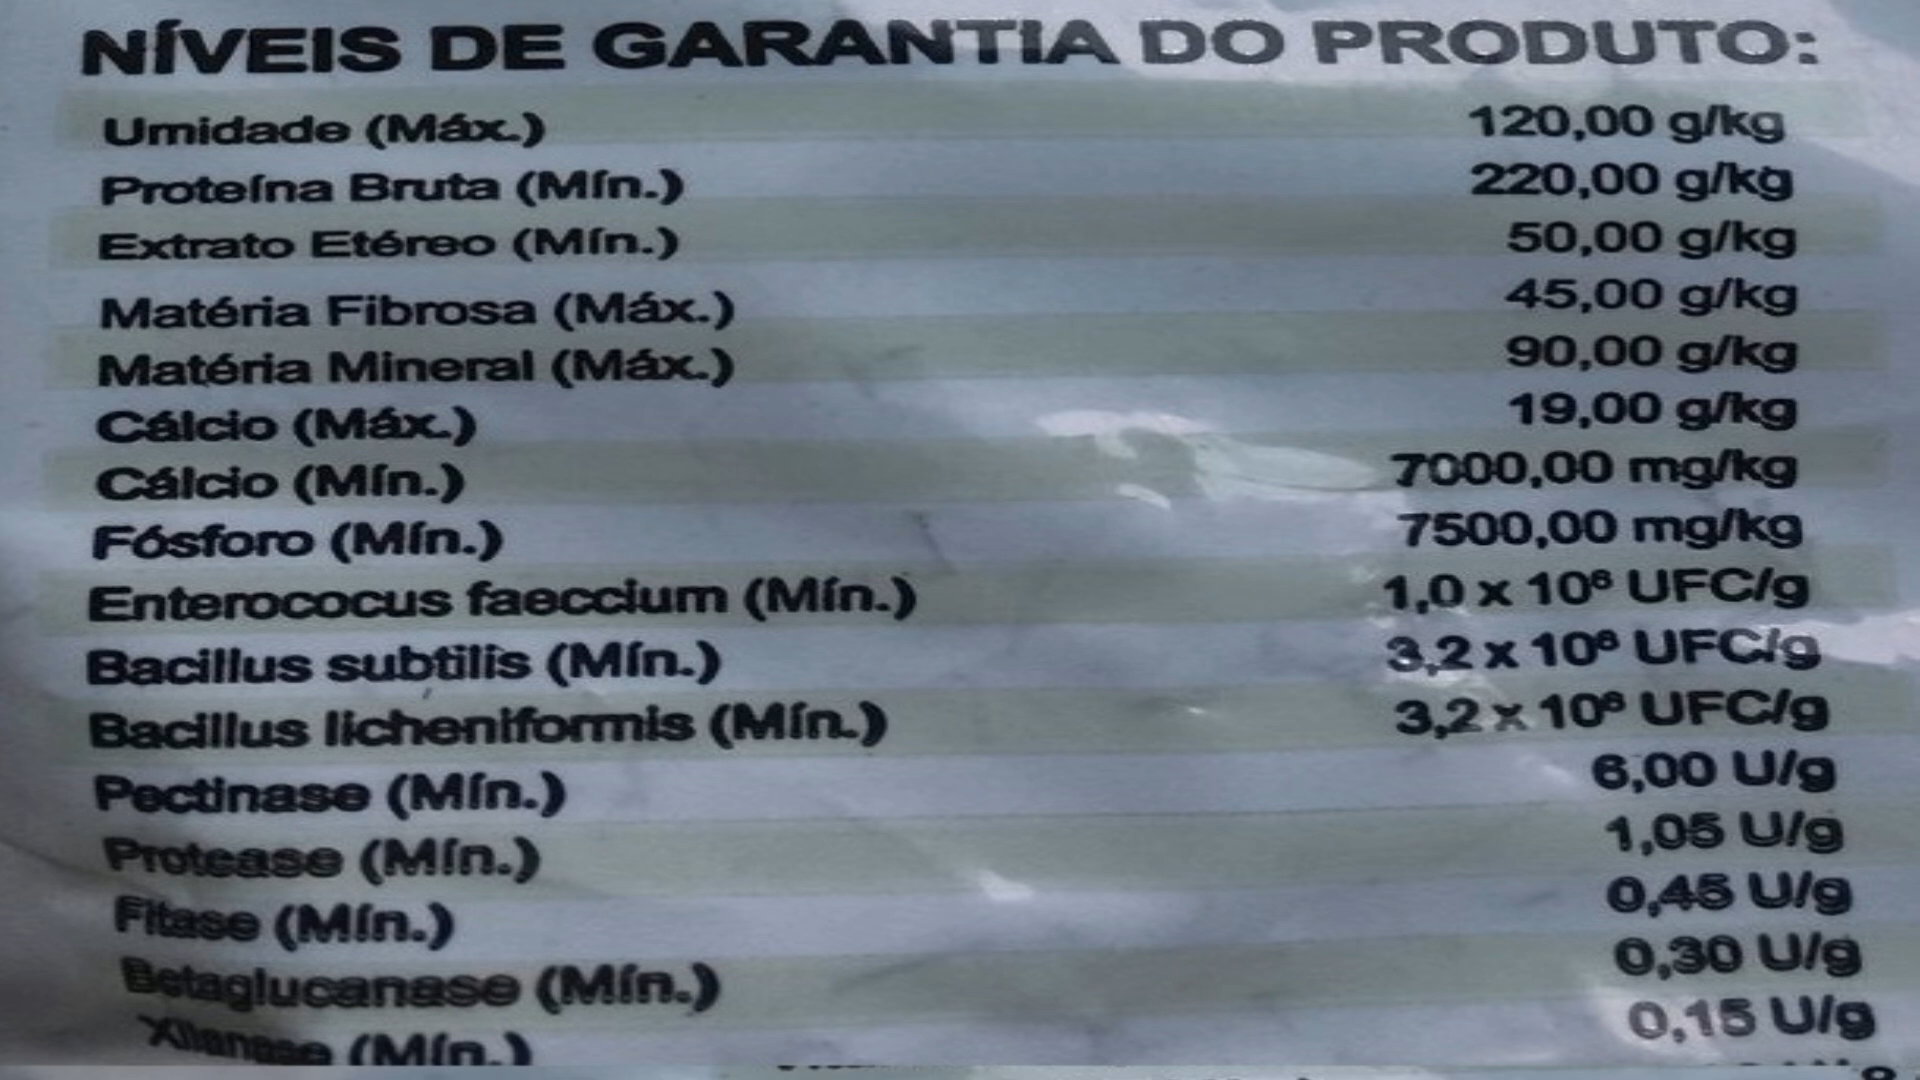 NÍVEIS DE GARANTIA DO PRODUTO:
Umidade (Máx.) 120,00 g/kg
Proteína Bruta (Mín.) 220,00 g/kg
Extrato Etéreo (Mín.) 50,00 g/kg
Matéria Fibrosa (Máx.) 45,00 g/kg
Matéria Mineral (Máx.) 90,00 g/kg
Cálcio (Máx.) 19,00 g/kg
Cálcio (Mín.) 7000,00 mg/kg
Fósforo (Mín.) 7500,00 mg/kg
Enterococus faeccium (Mín.) 1,0 x 10⁶ UFC/g
Bacillus subtilis (Mín.) 3,2 x 10⁶ UFC/g
Bacillus licheniformis (Mín.) 3,2 x 10⁶ UFC/g
Pectinase (Mín.) 6,00 U/g
Protease (Mín.) 1,05 U/g
Fitase (Mín.) 0,45 U/g
Betaglucanase (Mín.) 0,30 U/g
Xilanase (Mín.) 0,15 U/g